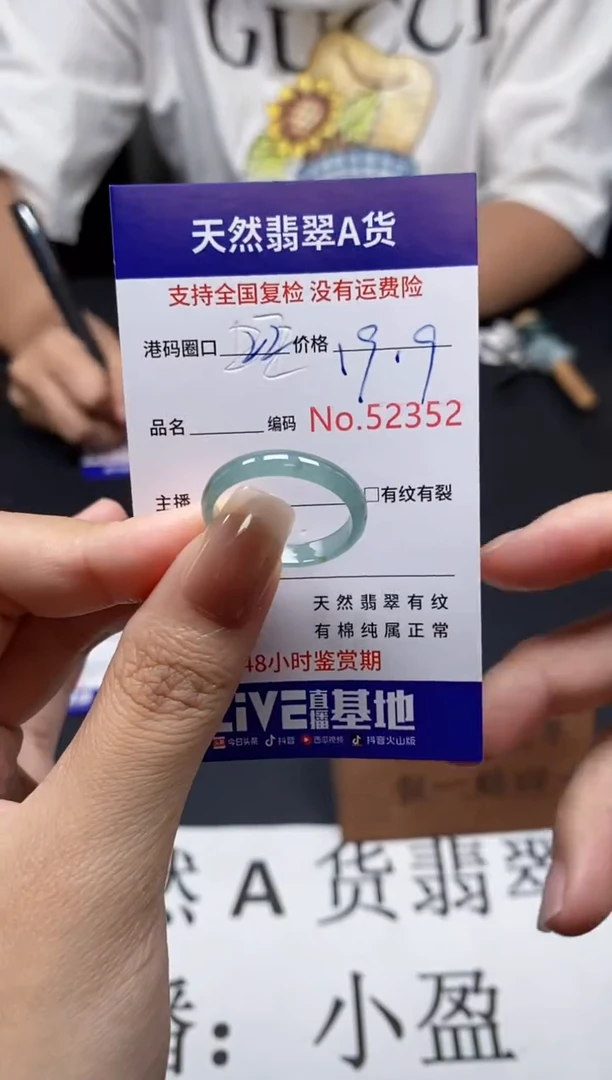 GUCCI
天然翡翠A货
支持全国复检 没有运费险
港码圈口 22 价格 19.9
品名 编码 No.52352
主播 □有纹有裂
天然翡翠有纹
有棉纯属正常
48小时鉴赏期
LiVE直播基地
今日头条 抖音 西瓜视频 抖音火山版
然A货翡翠
播：小盈